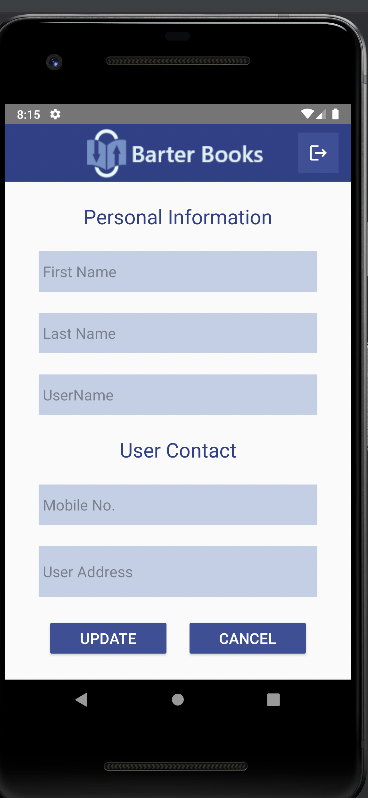 8:15
Barter Books
Personal Information
First Name
Last Name
UserName
User Contact
Mobile No.
User Address
UPDATE CANCEL